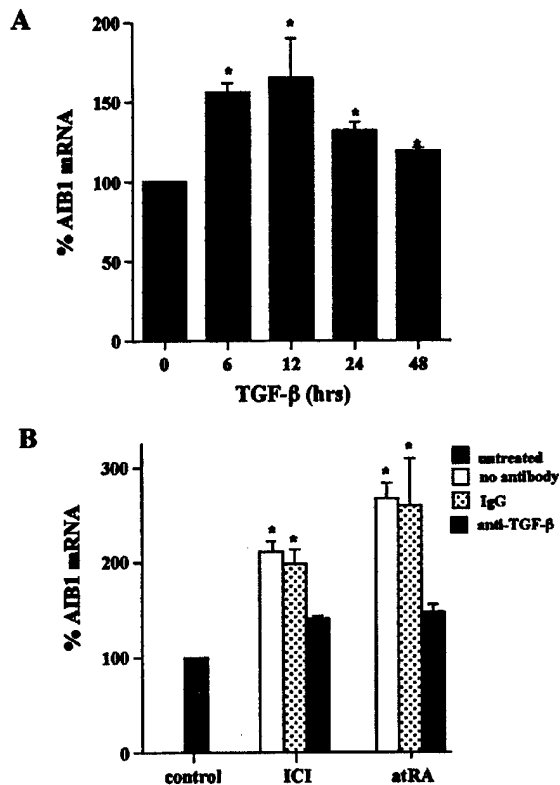 A
% AIB1 mRNA
200
150
100
50
0
* * * *
0 6 12 24 48
TGF-β (hrs)
B
% AIB1 mRNA
300
200
100
0
* * * *
untreated
no antibody
IgG
anti-TGF-β
control ICI atRA